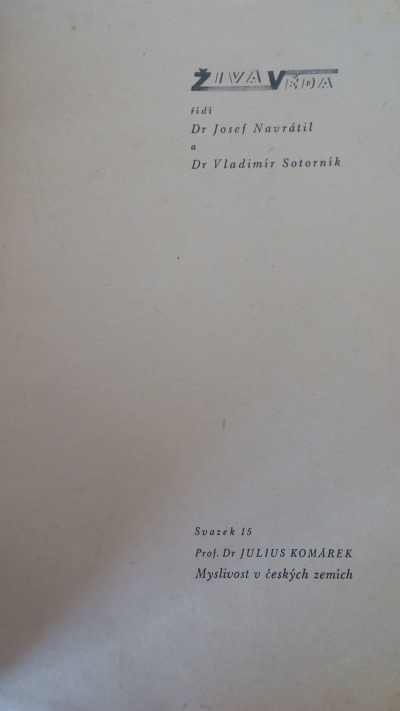 ŽIVA VĚDA
řídí
Dr Josef Navrátil
a
Dr Vladimír Sotorník
Svazek 15
Prof. Dr JULIUS KOMÁREK
Myslivost v českých zemích